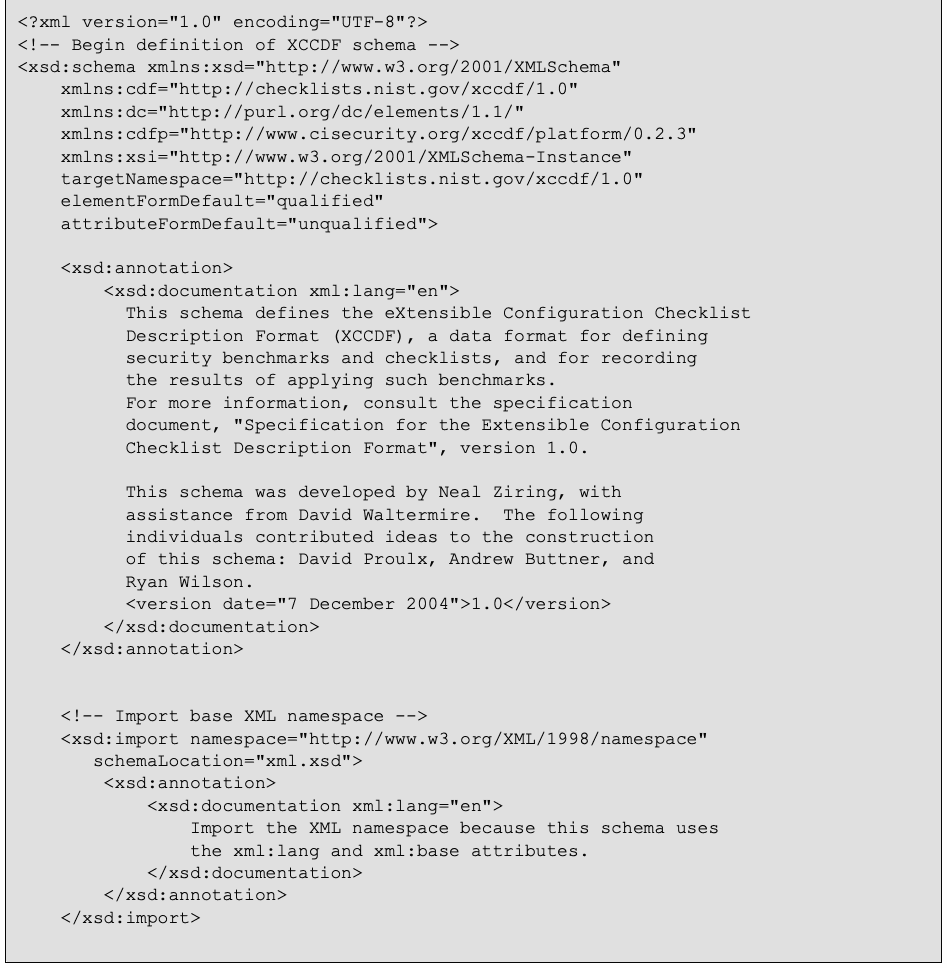 <?xml version="1.0" encoding="UTF-8"?>
<!-- Begin definition of XCCDF schema -->
<xsd:schema xmlns:xsd="http://www.w3.org/2001/XMLSchema"
    xmlns:cdf="http://checklists.nist.gov/xccdf/1.0"
    xmlns:dc="http://purl.org/dc/elements/1.1/"
    xmlns:cdfp="http://www.cisecurity.org/xccdf/platform/0.2.3"
    xmlns:xsi="http://www.w3.org/2001/XMLSchema-Instance"
    targetNamespace="http://checklists.nist.gov/xccdf/1.0"
    elementFormDefault="qualified"
    attributeFormDefault="unqualified">

    <xsd:annotation>
        <xsd:documentation xml:lang="en">
          This schema defines the eXtensible Configuration Checklist
          Description Format (XCCDF), a data format for defining
          security benchmarks and checklists, and for recording
          the results of applying such benchmarks.
          For more information, consult the specification
          document, "Specification for the Extensible Configuration
          Checklist Description Format", version 1.0.

          This schema was developed by Neal Ziring, with
          assistance from David Waltermire.  The following
          individuals contributed ideas to the construction
          of this schema: David Proulx, Andrew Buttner, and
          Ryan Wilson.
          <version date="7 December 2004">1.0</version>
        </xsd:documentation>
    </xsd:annotation>

    <!-- Import base XML namespace -->
    <xsd:import namespace="http://www.w3.org/XML/1998/namespace"
       schemaLocation="xml.xsd">
        <xsd:annotation>
            <xsd:documentation xml:lang="en">
                Import the XML namespace because this schema uses
                the xml:lang and xml:base attributes.
            </xsd:documentation>
        </xsd:annotation>
    </xsd:import>